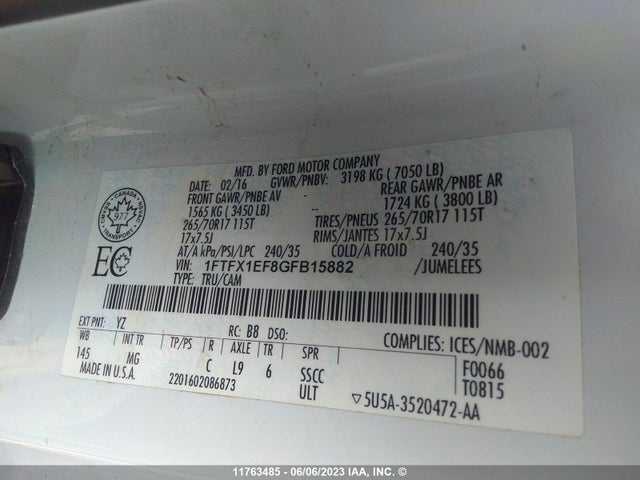 MFD. BY FORD MOTOR COMPANY
DATE: 02/16 GVWR/PNBV: 3198 KG ( 7050 LB)
FRONT GAWR/PNBE AV REAR GAWR/PNBE AR
1565 KG ( 3450 LB) 1724 KG ( 3800 LB)
265/70R17 115T TIRES/PNEUS 265/70R17 115T
17x7.5J RIMS/JANTES 17x7.5J
AT/A kPa/PSI/LPC 240/35 COLD/A FROID 240/35
VIN: 1FTFX1EF8GFB15882 /JUMELEES
TYPE: TRU/CAM
CANADA
977
TRANSPORT
EC
EXT PNT: YZ RC: B8 DSO: COMPLIES: ICES/NMB-002
WB INT TR TP/PS R AXLE TR SPR F0066
145 MG C L9 6 SSCC T0815
MADE IN U.S.A. 2201602086873 ULT ▽5U5A-3520472-AA
11763485 - 06/06/2023 IAA, INC. ©